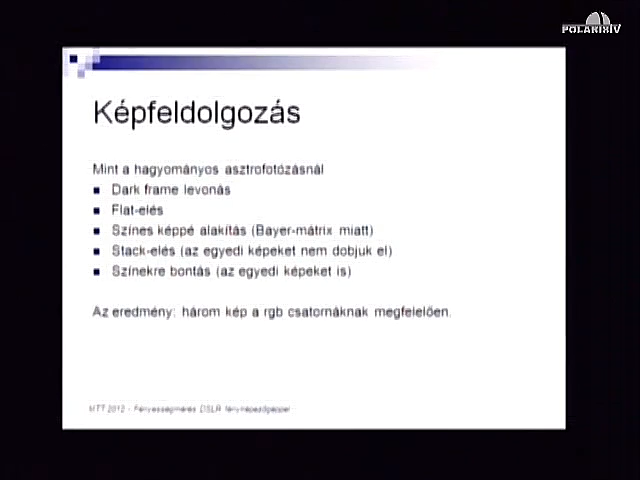 POLARIXIV
Képfeldolgozás
Mint a hagyományos asztrofotózásnál
Dark frame levonás
Flat-elés
Színes képpé alakítás (Bayer-mátrix miatt)
Stack-elés (az egyedi képeket nem dobjuk el)
Színekre bontás (az egyedi képeket is)
Az eredmény: három kép a rgb csatornáknak megfelelően.
MTT 2012 - Fényességmérés DSLR fényképezőgéppel